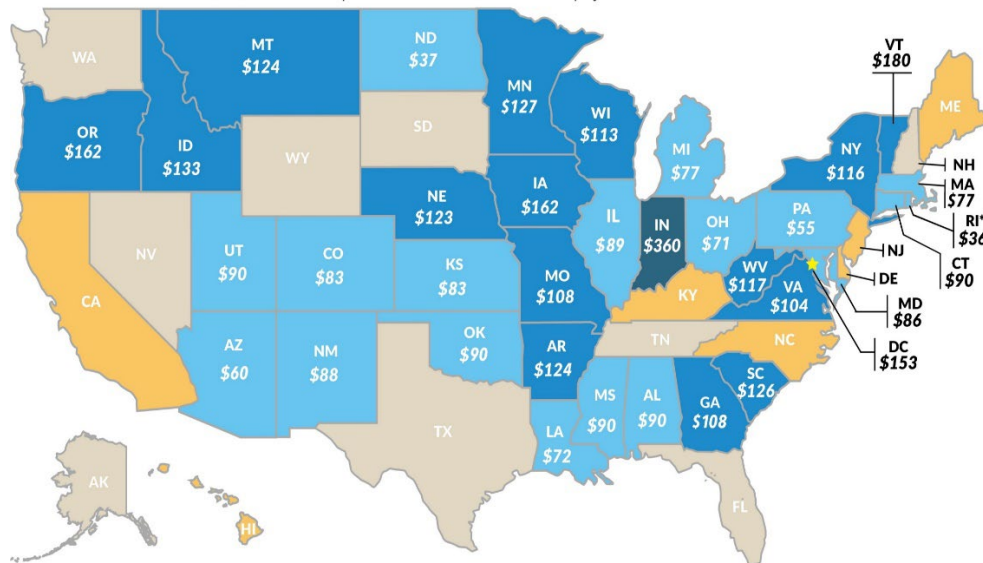 WA
MT
$124
ND
$37
MN
$127
WI
$113
MI
$77
VT
$180
ME
OR
$162
ID
$133
WY
SD
NY
$116
NH
MA
$77
RI*
CT
$90
NE
$123
IA
$162
IL
$89
IN
$360
OH
$71
PA
$55
NJ
DE
MD
$86
DC
$153
CA
NV
UT
$90
CO
$83
KS
$83
MO
$108
KY
WV
$117
VA
$104
AZ
$60
NM
$88
OK
$90
AR
$124
TN
NC
SC
$126
MS
$90
AL
$90
GA
$108
TX
LA
$72
FL
AK
HI